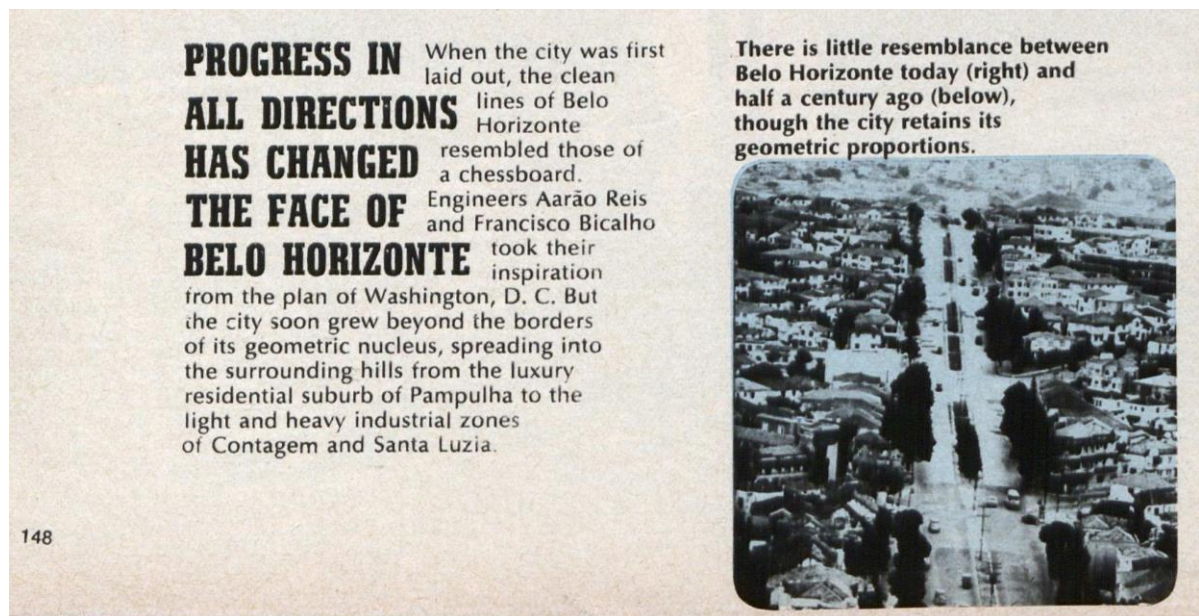 PROGRESS IN
ALL DIRECTIONS
HAS CHANGED
THE FACE OF
BELO HORIZONTE
When the city was first
laid out, the clean
lines of Belo
Horizonte
resembled those of
a chessboard.
Engineers Aarão Reis
and Francisco Bicalho
took their
inspiration
from the plan of Washington, D. C. But
the city soon grew beyond the borders
of its geometric nucleus, spreading into
the surrounding hills from the luxury
residential suburb of Pampulha to the
light and heavy industrial zones
of Contagem and Santa Luzia.
There is little resemblance between
Belo Horizonte today (right) and
half a century ago (below),
though the city retains its
geometric proportions.
148